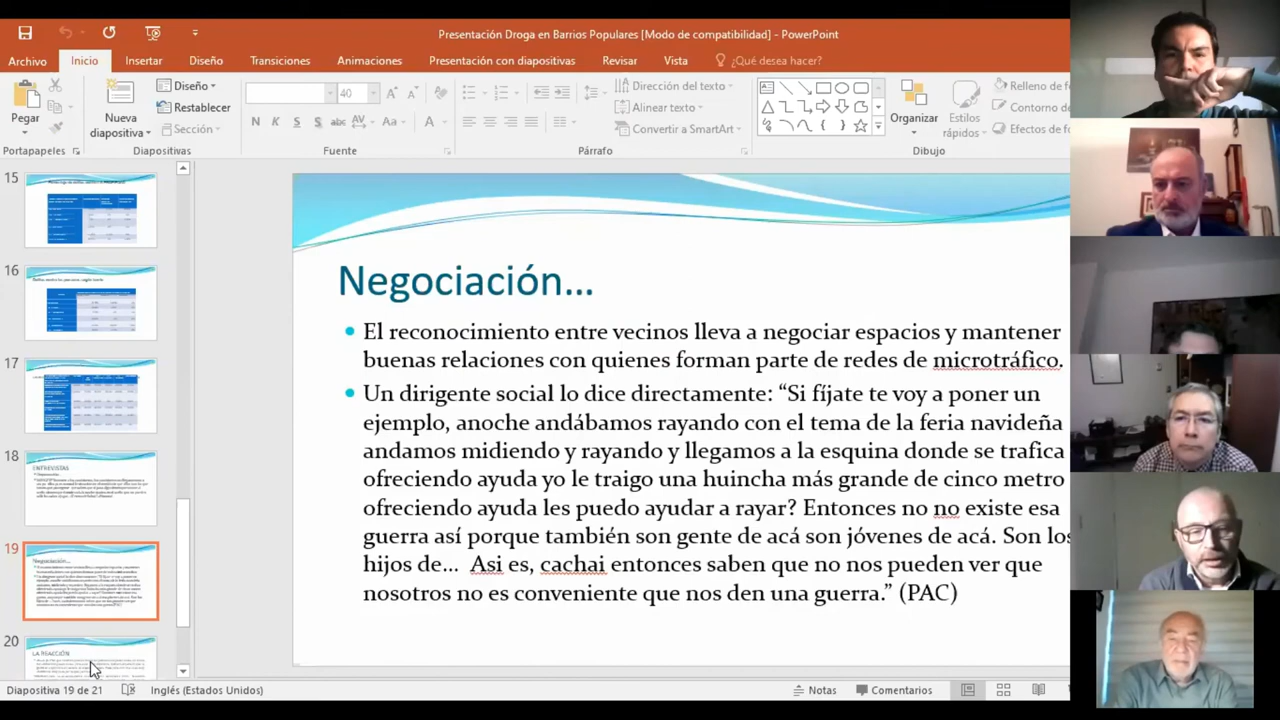 Presentación Droga en Barrios Populares [Modo de compatibilidad] - PowerPoint
Archivo Inicio Insertar Diseño Transiciones Animaciones Presentación con diapositivas Revisar Vista ¿Qué desea hacer?
Pegar
Nueva diapositiva
Diseño
Restablecer
Sección
40
N K S S abc AV Aa A
Dirección del texto
Alinear texto
Convertir a SmartArt
Organizar
Estilos rápidos
Relleno de
Contorno
Efectos de fo
Portapapeles Diapositivas Fuente Párrafo Dibujo
15
16
17
18
ENTREVISTAS
19
Negociación...
20
LA REACCIÓN
Negociación...
El reconocimiento entre vecinos lleva a negociar espacios y mantener
buenas relaciones con quienes forman parte de redes de microtráfico.
Un dirigente social lo dice directamente: “Sí fíjate te voy a poner un
ejemplo, anoche andábamos rayando con el tema de la feria navideña
andamos midiendo y rayando y llegamos a la esquina donde se trafica
ofreciendo ayuda yo le traigo una huincha más grande de cinco metro
ofreciendo ayuda les puedo ayudar a rayar? Entonces no no existe esa
guerra así porque también son gente de acá son jóvenes de acá. Son los
hijos de... Asi es, cachai entonces saben que no nos pueden ver que
nosotros no es conveniente que nos den una guerra.” (PAC)
Diapositiva 19 de 21 Inglés (Estados Unidos) Notas Comentarios